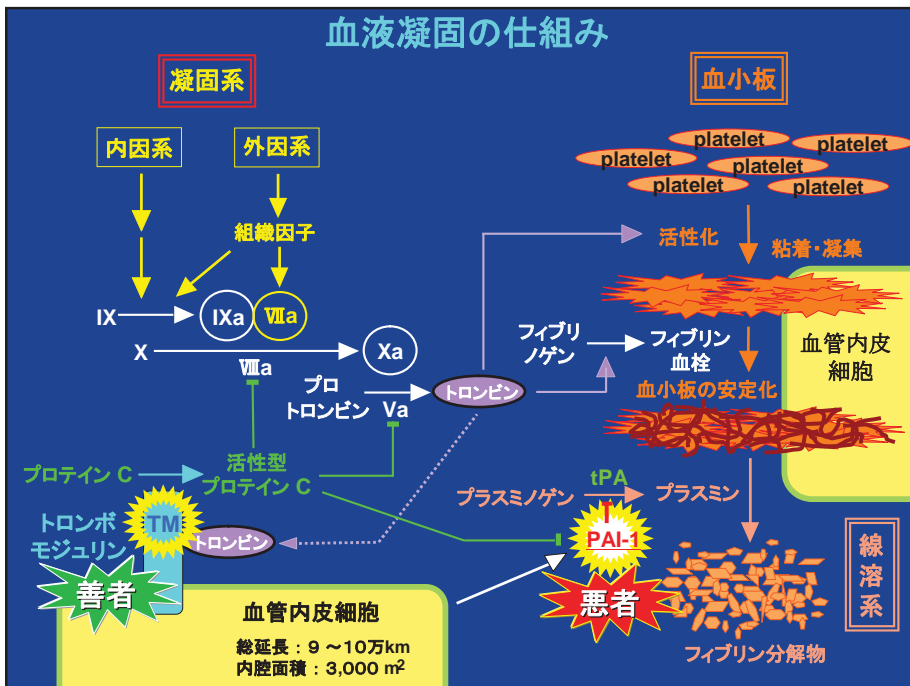 血液凝固の仕組み
凝固系
血小板
内因系
外因系
platelet
platelet
platelet
platelet
platelet
platelet
組織因子
活性化
粘着・凝集
IX
IXa
Ⅶa
X
Ⅷa
Xa
フィブリ
ノゲン
フィブリン
血栓
血管内皮
細胞
プロ
トロンビン
Va
トロンビン
血小板の安定化
プロテイン C
活性型
プロテイン C
tPA
プラスミノゲン
プラスミン
トロンボ
モジュリン
TM
トロンビン
PAI-1
善者
悪者
線溶系
血管内皮細胞
総延長：9 ～10万km
内腔面積：3,000 m²
フィブリン分解物